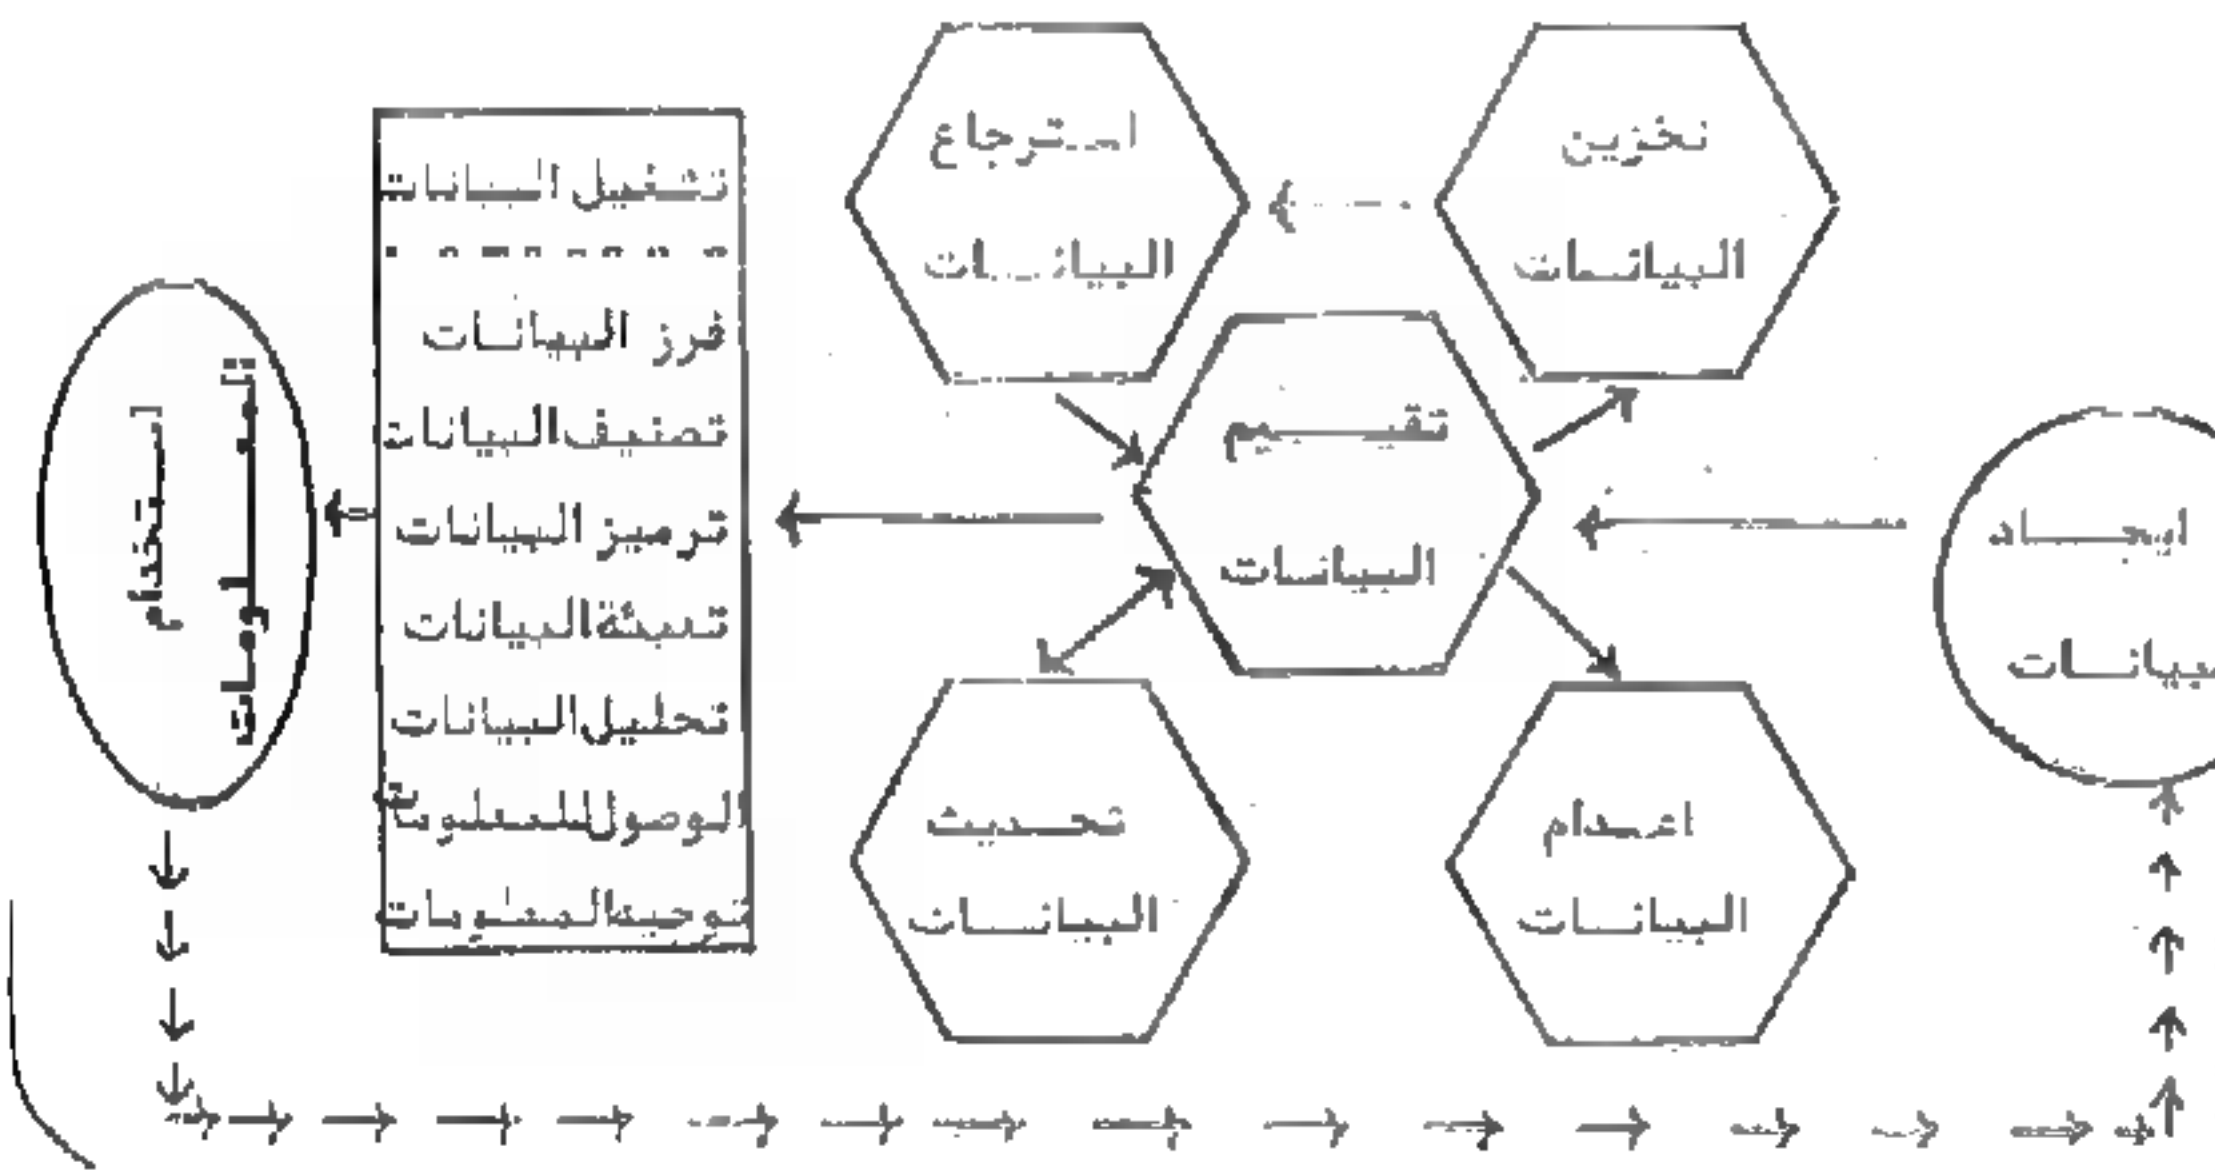 ايجاد
البيانات
تخزين
البيانات
استرجاع
البيانات
تقييم
البيانات
اعدام
البيانات
تحديث
البيانات
تشغيل البيانات
فرز البيانات
تصنيف البيانات
ترميز البيانات
تعبئة البيانات
تحليل البيانات
الوصول للمعلومات
توجيه المعلومات
استخدام
المعلومات